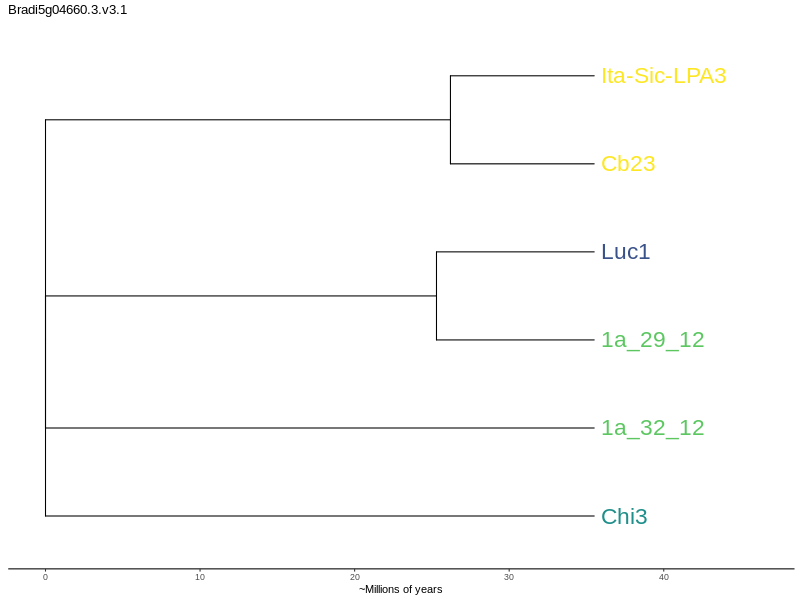 Bradi5g04660.3.v3.1
Ita-Sic-LPA3
Cb23
Luc1
1a_29_12
1a_32_12
Chi3
0 10 20 30 40
~Millions of years